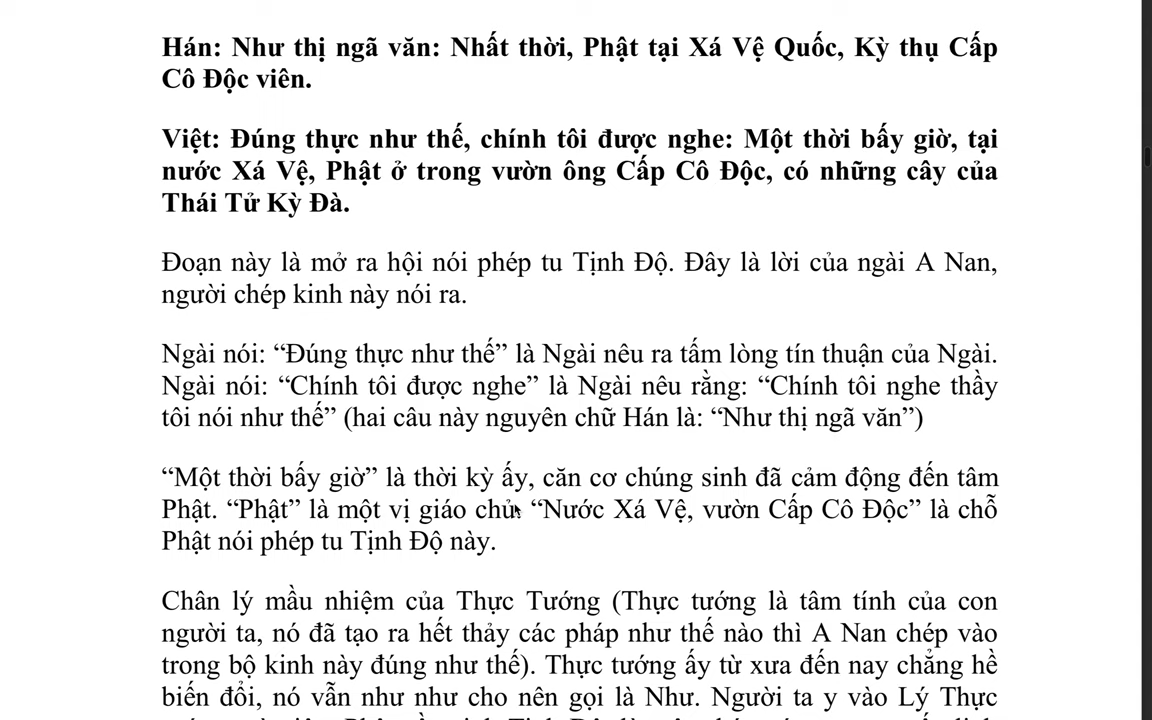 Hán: Như thị ngã văn: Nhất thời, Phật tại Xá Vệ Quốc, Kỳ thụ Cấp
Cô Độc viên.
Việt: Đúng thực như thế, chính tôi được nghe: Một thời bấy giờ, tại
nước Xá Vệ, Phật ở trong vườn ông Cấp Cô Độc, có những cây của
Thái Tử Kỳ Đà.
Đoạn này là mở ra hội nói phép tu Tịnh Độ. Đây là lời của ngài A Nan,
người chép kinh này nói ra.
Ngài nói: “Đúng thực như thế” là Ngài nêu ra tấm lòng tín thuận của Ngài.
Ngài nói: “Chính tôi được nghe” là Ngài nêu rằng: “Chính tôi nghe thầy
tôi nói như thế” (hai câu này nguyên chữ Hán là: “Như thị ngã văn”)
“Một thời bấy giờ” là thời kỳ ấy, căn cơ chúng sinh đã cảm động đến tâm
Phật. “Phật” là một vị giáo chủ: “Nước Xá Vệ, vườn Cấp Cô Độc” là chỗ
Phật nói phép tu Tịnh Độ này.
Chân lý mầu nhiệm của Thực Tướng (Thực tướng là tâm tính của con
người ta, nó đã tạo ra hết thảy các pháp như thế nào thì A Nan chép vào
trong bộ kinh này đúng như thế). Thực tướng ấy từ xưa đến nay chẳng hề
biến đổi, nó vẫn như như cho nên gọi là Như. Người ta y vào Lý Thực